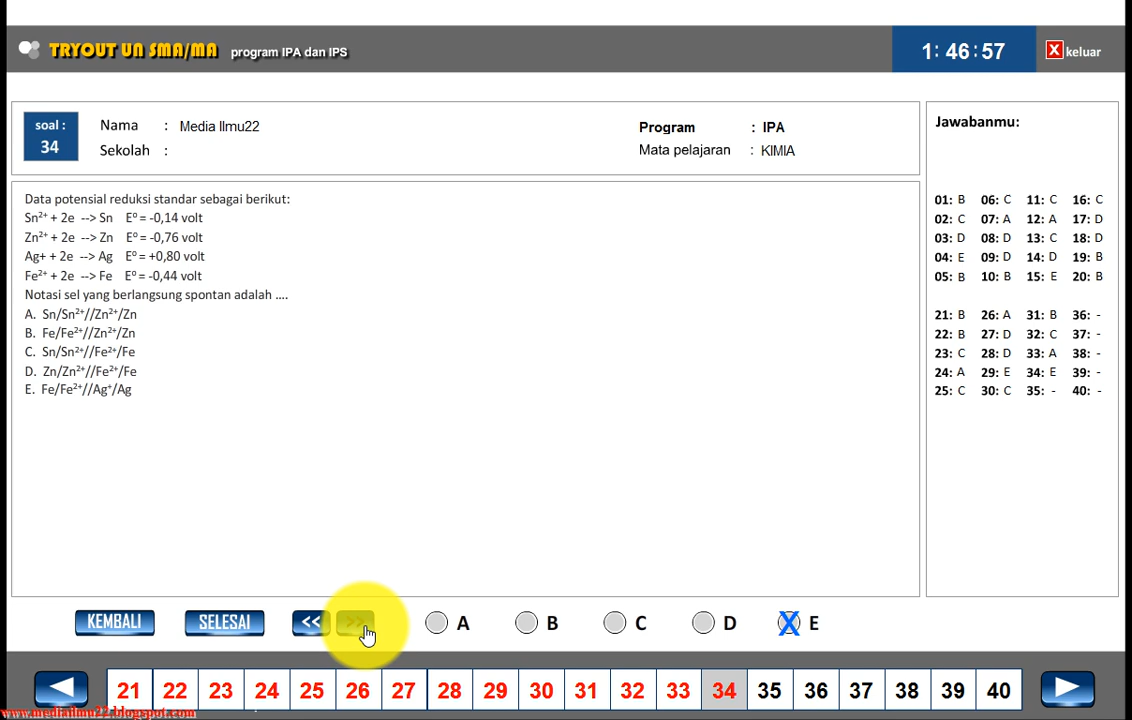 TRYOUT UN SMA/MA program IPA dan IPS
1: 46:57
X keluar
soal :
34
Nama : Media Ilmu22
Sekolah :
Program : IPA
Mata pelajaran : KIMIA
Data potensial reduksi standar sebagai berikut:
Sn²⁺ + 2e --> Sn E⁰ = -0,14 volt
Zn²⁺ + 2e --> Zn E⁰ = -0,76 volt
Ag+ + 2e --> Ag E⁰ = +0,80 volt
Fe²⁺ + 2e --> Fe E⁰ = -0,44 volt
Notasi sel yang berlangsung spontan adalah ....
A. Sn/Sn²⁺//Zn²⁺/Zn
B. Fe/Fe²⁺//Zn²⁺/Zn
C. Sn/Sn²⁺//Fe²⁺/Fe
D. Zn/Zn²⁺//Fe²⁺/Fe
E. Fe/Fe²⁺//Ag⁺/Ag
Jawabanmu:
01: B 06: C 11: C 16: C
02: C 07: A 12: A 17: D
03: D 08: D 13: C 18: D
04: E 09: D 14: D 19: B
05: B 10: B 15: E 20: B
21: B 26: A 31: B 36: -
22: B 27: D 32: C 37: -
23: C 28: D 33: A 38: -
24: A 29: E 34: E 39: -
25: C 30: C 35: - 40: -
KEMBALI SELESAI << >> A B C D X E
21 22 23 24 25 26 27 28 29 30 31 32 33 34 35 36 37 38 39 40
www.mediailmu22.blogspot.com